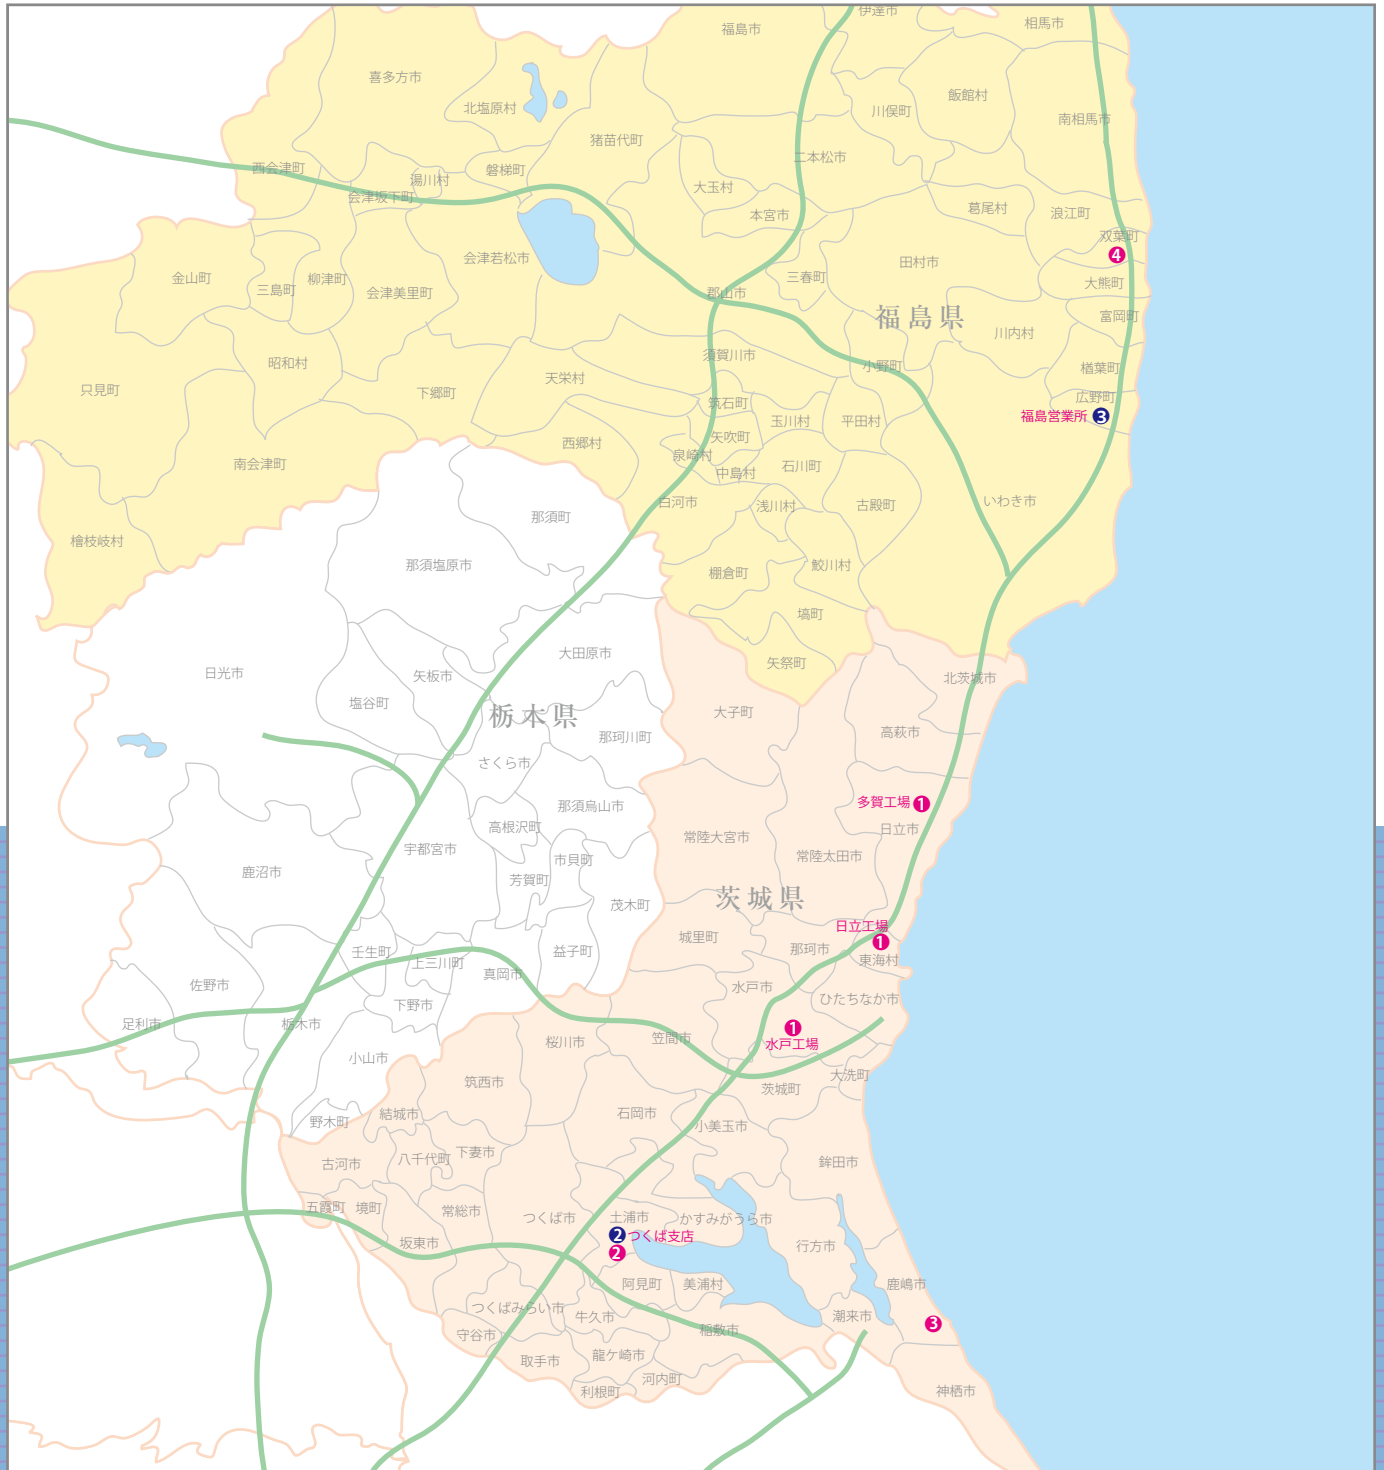 伊達市
相馬市
福島市
喜多方市
飯館村
北塩原村
川俣町
南相馬市
猪苗代町
二本松市
西会津町
磐梯町
湯川村
大玉村
会津坂下町
葛尾村
浪江町
本宮市
双葉町
4
会津若松市
田村市
金山町
柳津町
三春町
大熊町
三島町
会津美里町
郡山市
福島県
富岡町
川内村
須賀川市
昭和村
小野町
楢葉町
天栄村
只見町
下郷町
広野町
筑石町
福島営業所 3
玉川村
平田村
矢吹町
西郷村
泉崎村
南会津町
石川町
中島村
白河市
浅川村
古殿町
いわき市
那須町
檜枝岐村
那須塩原市
鮫川村
棚倉町
塙町
大田原市
矢祭町
日光市
矢板市
北茨城市
塩谷町
大子町
栃木県
高萩市
那珂川町
さくら市
多賀工場 1
那須烏山市
高根沢町
日立市
常陸大宮市
宇都宮市
常陸太田市
市貝町
鹿沼市
芳賀町
茨城県
茂木町
日立工場
1
城里町
那珂市
壬生町
益子町
上三川町
東海村
真岡市
佐野市
水戸市
ひたちなか市
下野市
足利市
栃木市
1
水戸工場
笠間市
桜川市
小山市
大洗町
筑西市
茨城町
結城市
石岡市
野木町
小美玉市
下妻市
八千代町
古河市
鉾田市
五霞町
境町
常総市
つくば市
土浦市
かすみがうら市
2 つくば支店
坂東市
2
行方市
阿見町
美浦村
鹿嶋市
つくばみらい市
牛久市
潮来市
3
稲敷市
守谷市
龍ケ崎市
取手市
河内町
利根町
神栖市